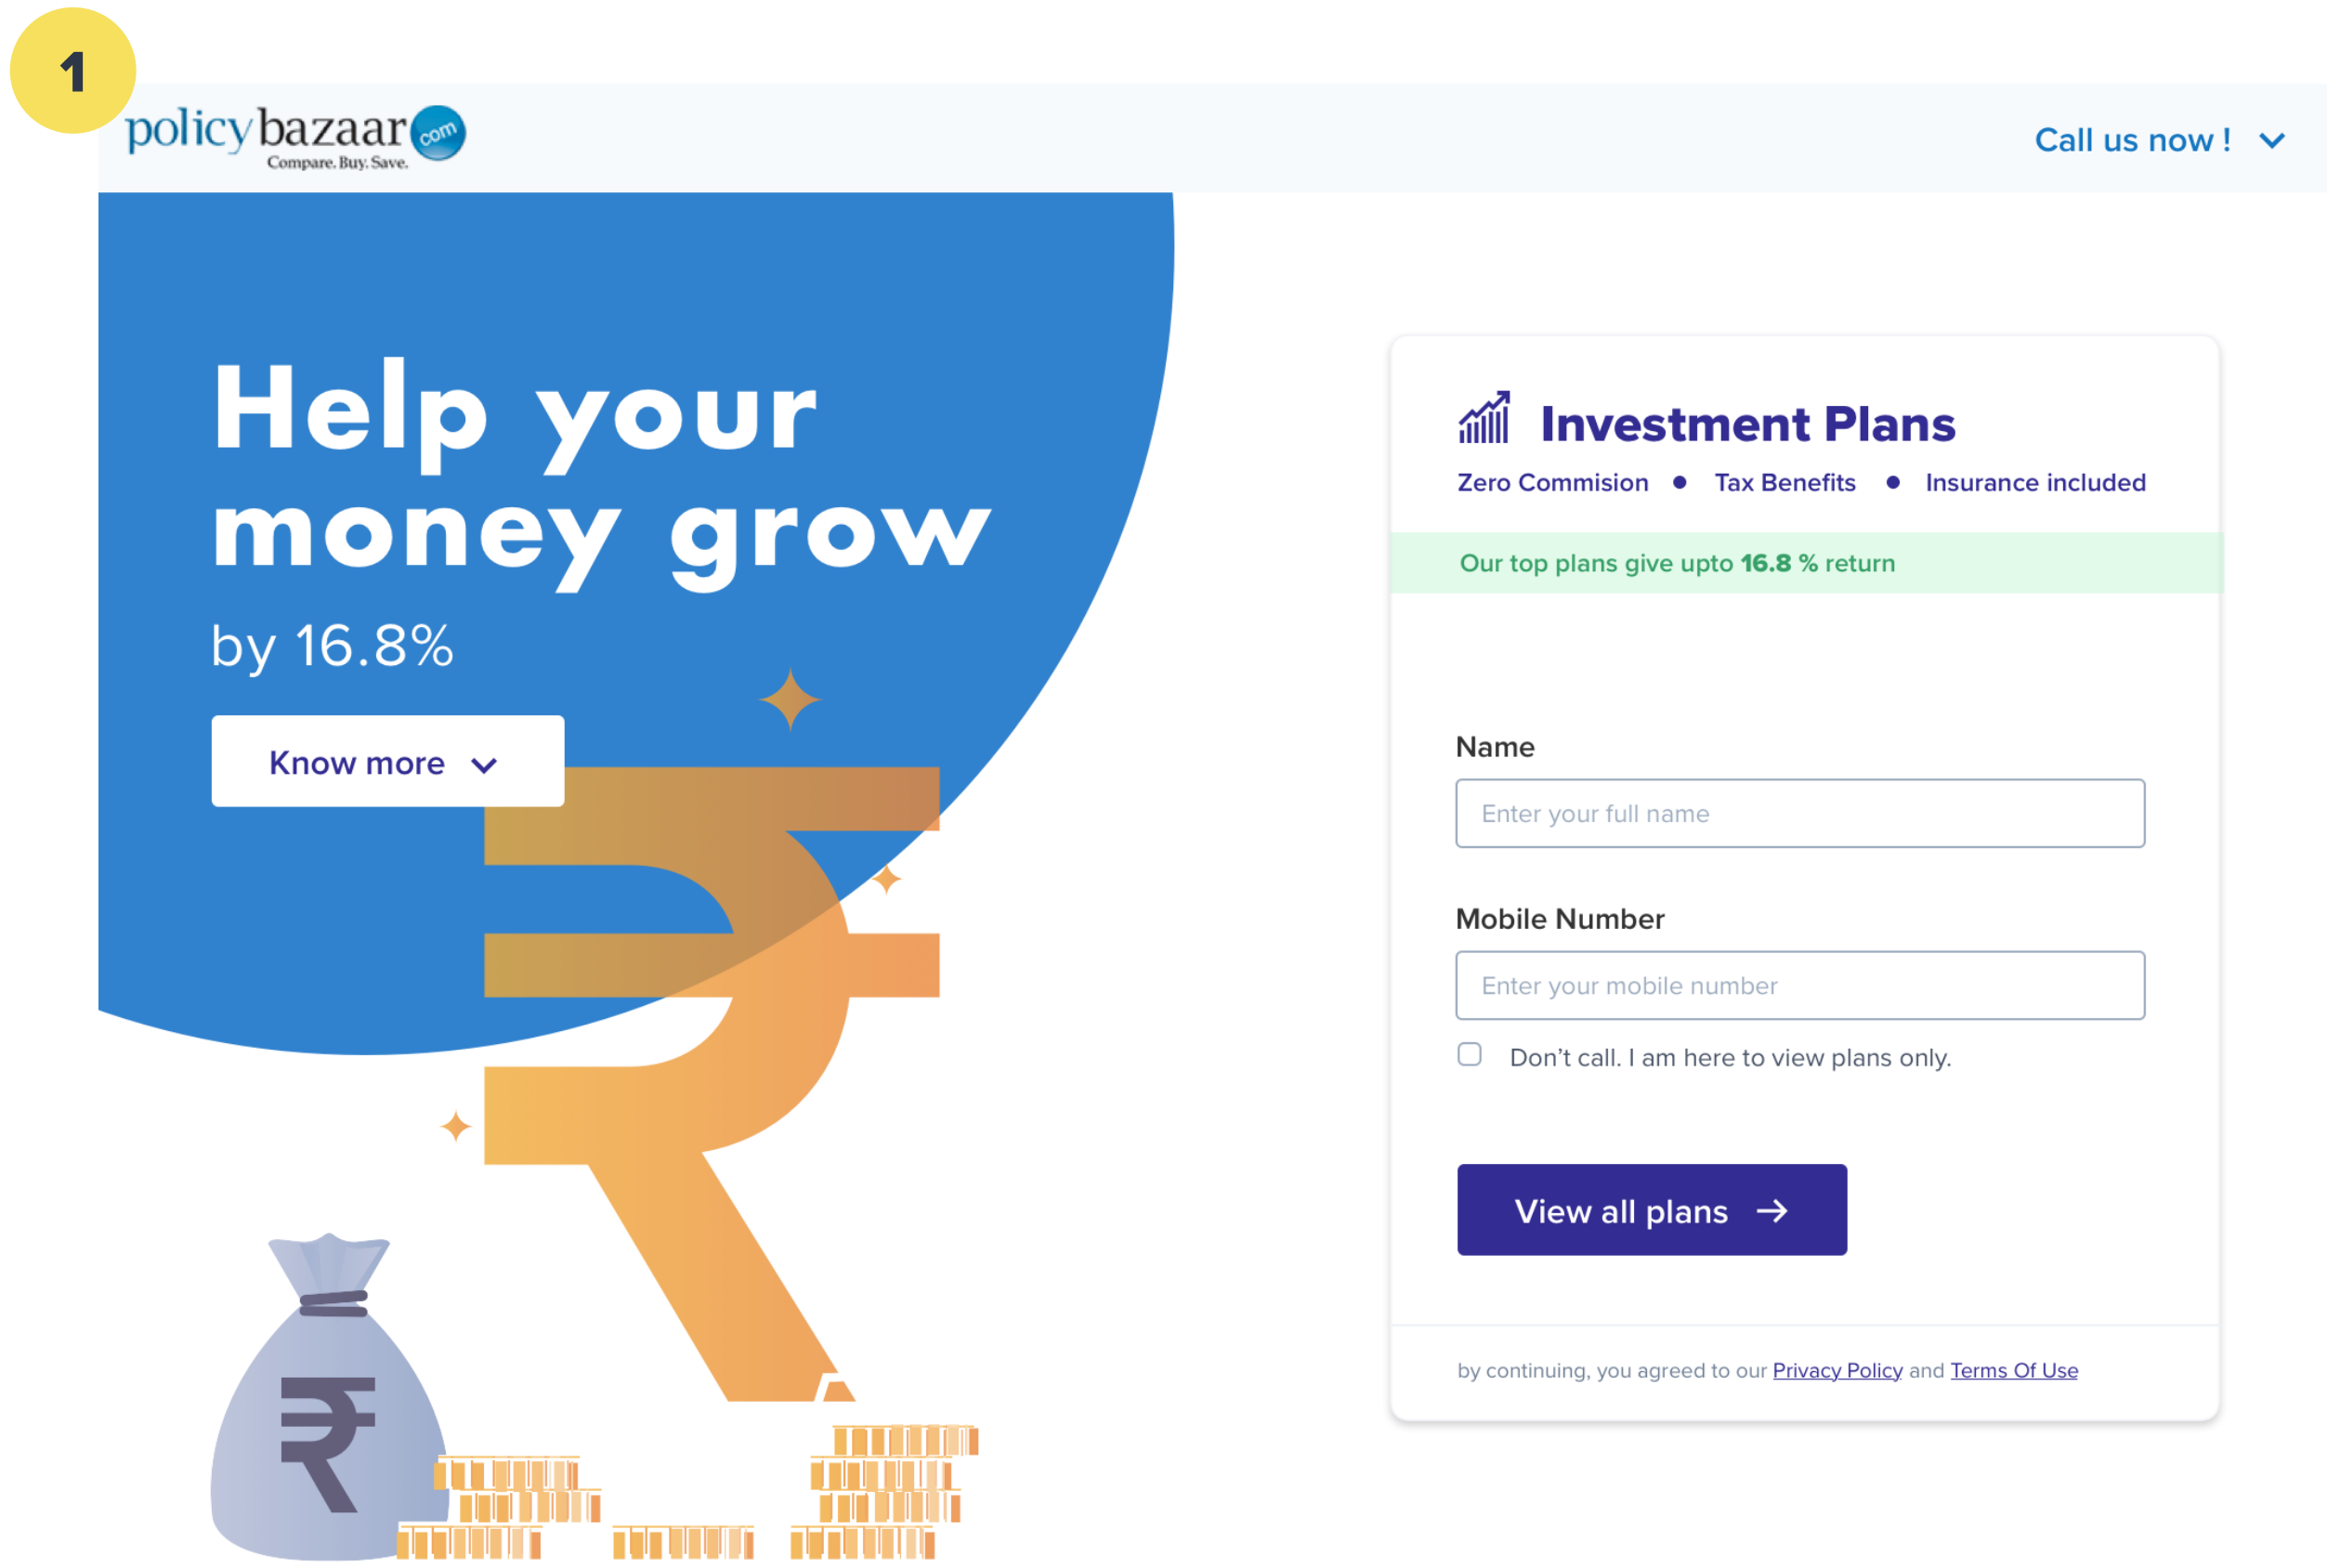 1
policybazaar com
Compare. Buy. Save.
Call us now !
Help your
money grow
by 16.8%
Know more
₹
₹
Investment Plans
Zero Commision • Tax Benefits • Insurance included
Our top plans give upto 16.8 % return
Name
Enter your full name
Mobile Number
Enter your mobile number
Don’t call. I am here to view plans only.
View all plans →
by continuing, you agreed to our Privacy Policy and Terms Of Use